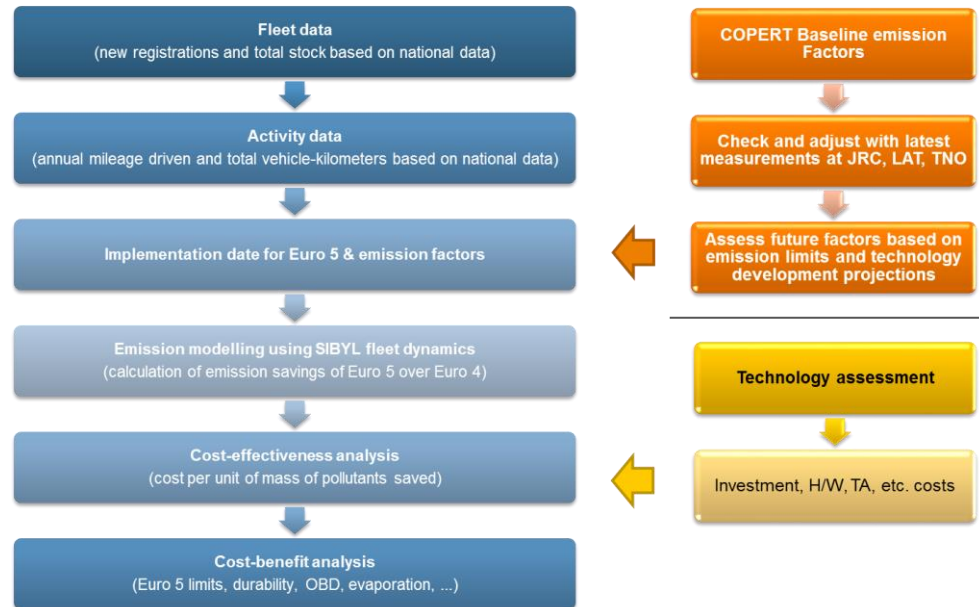 Fleet data
(new registrations and total stock based on national data)
Activity data
(annual mileage driven and total vehicle-kilometers based on national data)
Implementation date for Euro 5 & emission factors
Emission modelling using SIBYL fleet dynamics
(calculation of emission savings of Euro 5 over Euro 4)
Cost-effectiveness analysis
(cost per unit of mass of pollutants saved)
Cost-benefit analysis
(Euro 5 limits, durability, OBD, evaporation, ...)
COPERT Baseline emission
Factors
Check and adjust with latest
measurements at JRC, LAT, TNO
Assess future factors based on
emission limits and technology
development projections
Technology assessment
Investment, H/W, TA, etc. costs